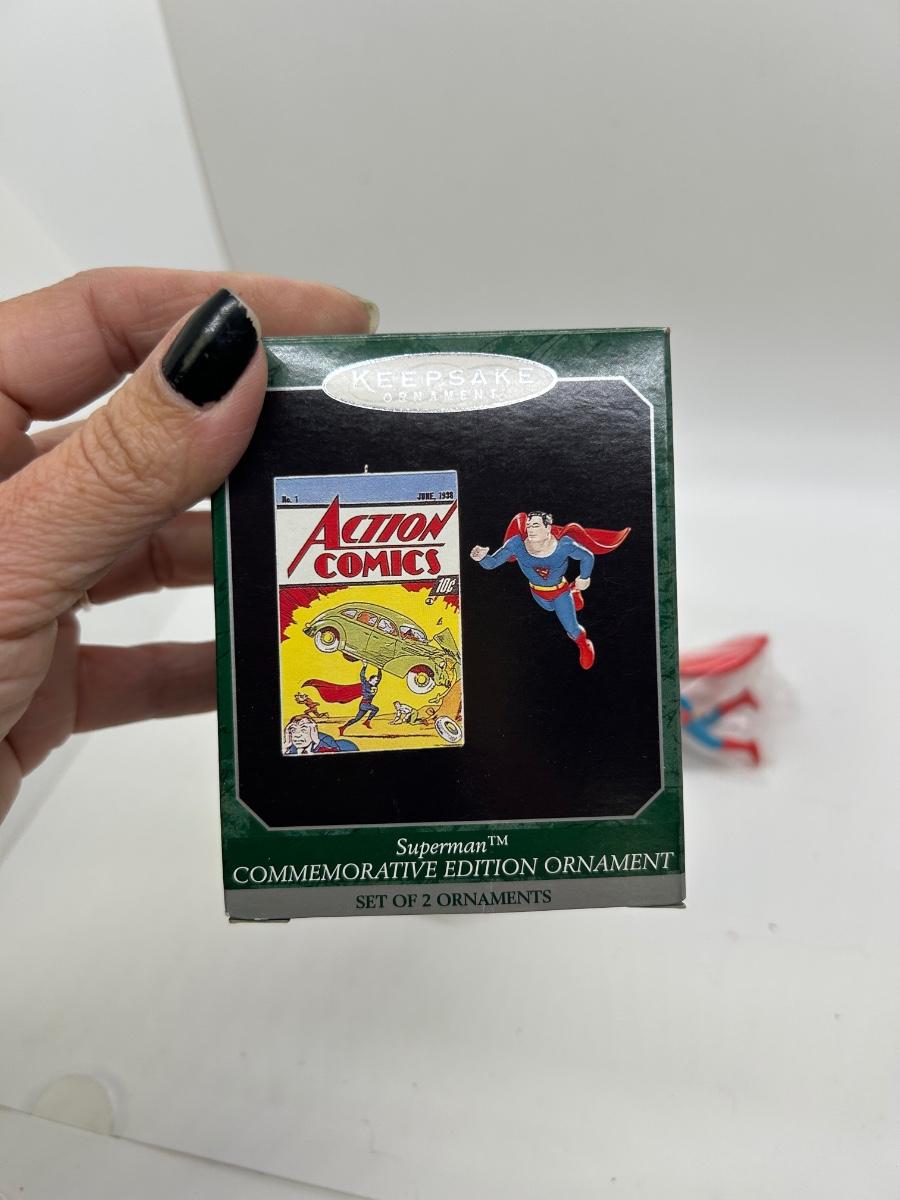 KEEPSAKE
ORNAMENT
No. 1 JUNE, 1938
ACTION
COMICS
10¢
Superman™
COMMEMORATIVE EDITION ORNAMENT
SET OF 2 ORNAMENTS